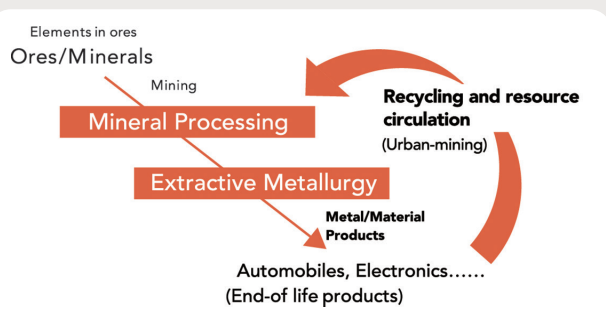 Elements in ores
Ores/Minerals
Mining
Mineral Processing
Extractive Metallurgy
Metal/Material
Products
Automobiles, Electronics......
(End-of life products)
Recycling and resource
circulation
(Urban-mining)